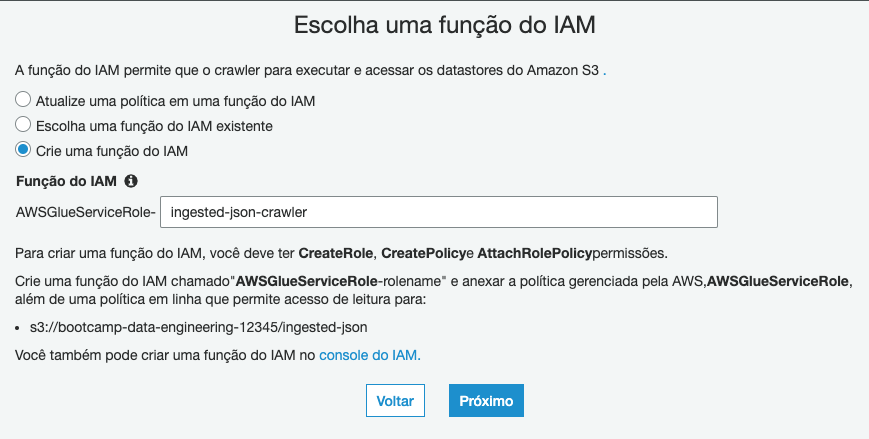 Escolha uma função do IAM
A função do IAM permite que o crawler para executar e acessar os datastores do Amazon S3 .
Atualize uma política em uma função do IAM
Escolha uma função do IAM existente
Crie uma função do IAM
Função do IAM
AWSGlueServiceRole- ingested-json-crawler
Para criar uma função do IAM, você deve ter CreateRole, CreatePolicye AttachRolePolicypermissões.
Crie uma função do IAM chamado"AWSGlueServiceRole-rolename" e anexar a política gerenciada pela AWS,AWSGlueServiceRole,
além de uma política em linha que permite acesso de leitura para:
• s3://bootcamp-data-engineering-12345/ingested-json
Você também pode criar uma função do IAM no console do IAM.
Voltar Próximo